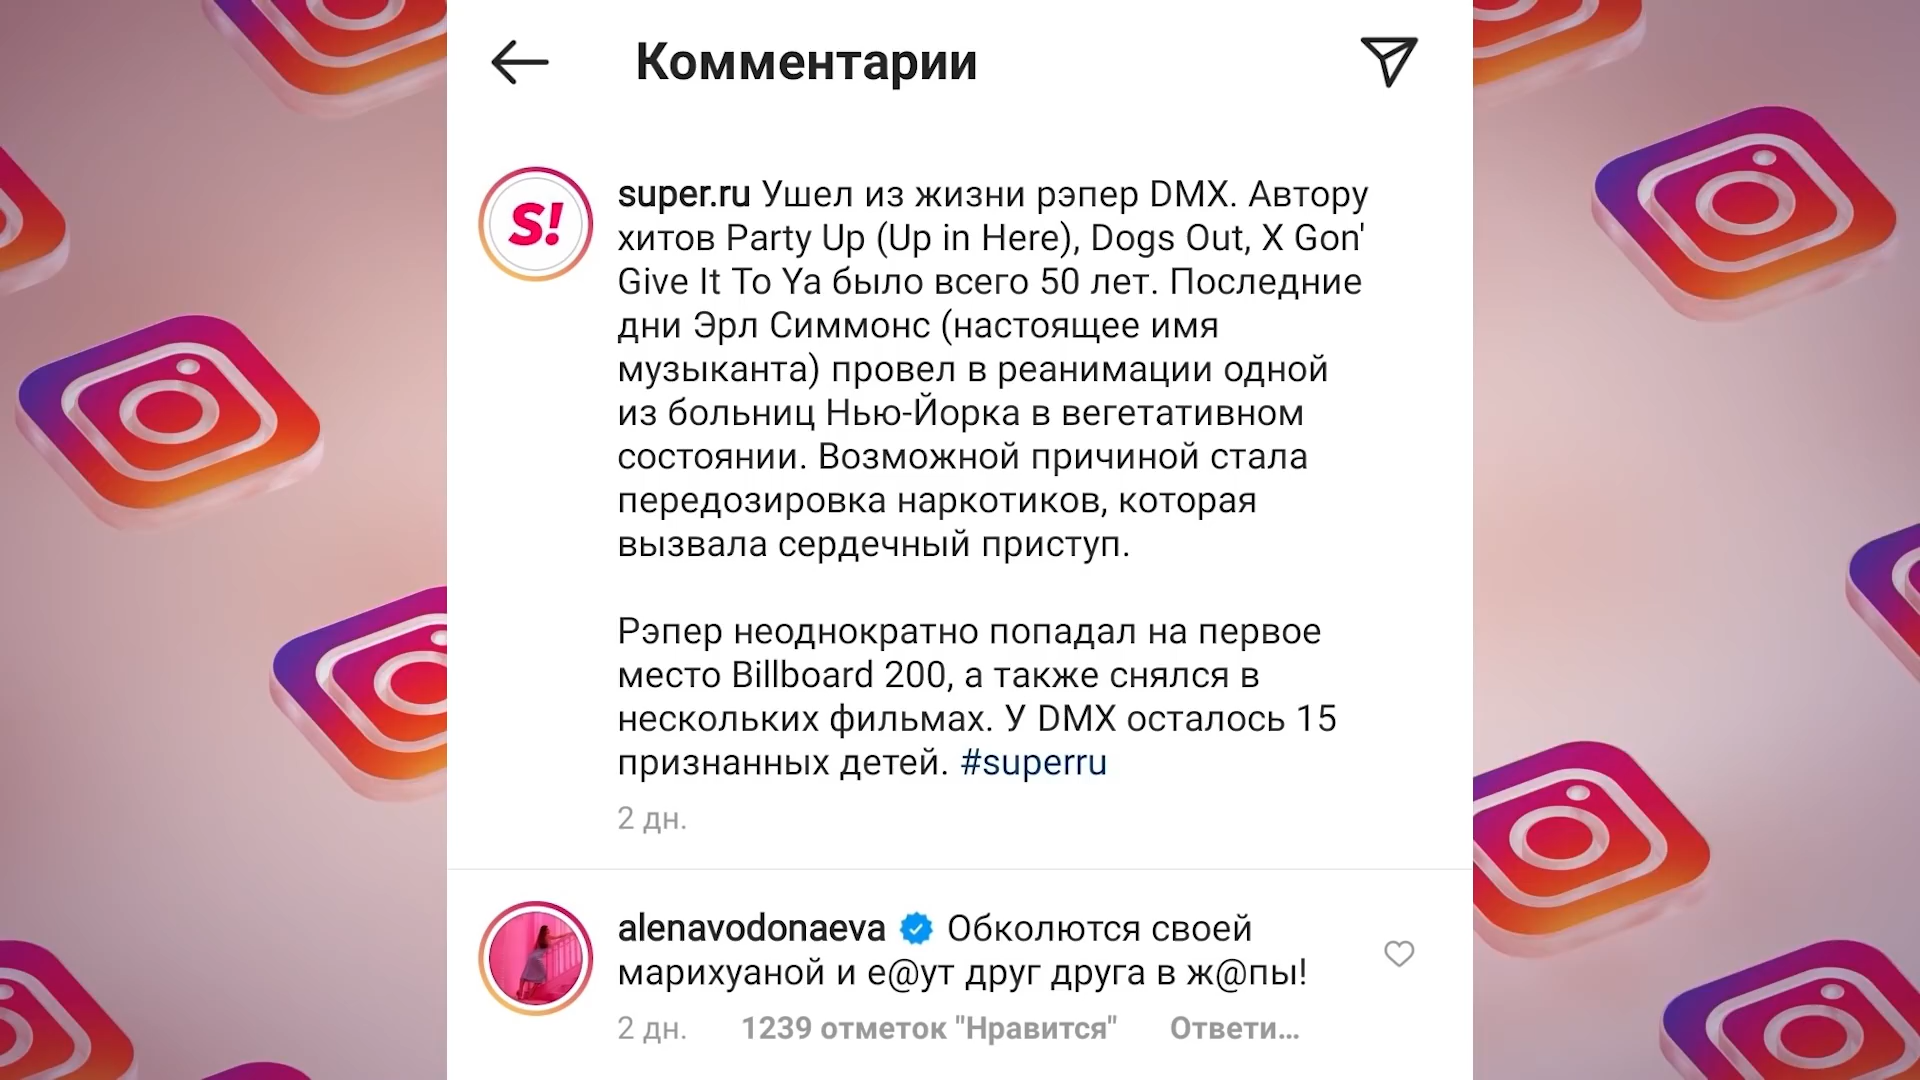 Комментарии
S!
super.ru Ушел из жизни рэпер DMX. Автору
хитов Party Up (Up in Here), Dogs Out, X Gon'
Give It To Ya было всего 50 лет. Последние
дни Эрл Симмонс (настоящее имя
музыканта) провел в реанимации одной
из больниц Нью-Йорка в вегетативном
состоянии. Возможной причиной стала
передозировка наркотиков, которая
вызвала сердечный приступ.
Рэпер неоднократно попадал на первое
место Billboard 200, а также снялся в
нескольких фильмах. У DMX осталось 15
признанных детей. #superru
2 дн.
alenavodonaeva Обколются своей
марихуаной и е@ут друг друга в ж@пы!
2 дн. 1239 отметок "Нравится" Ответи...